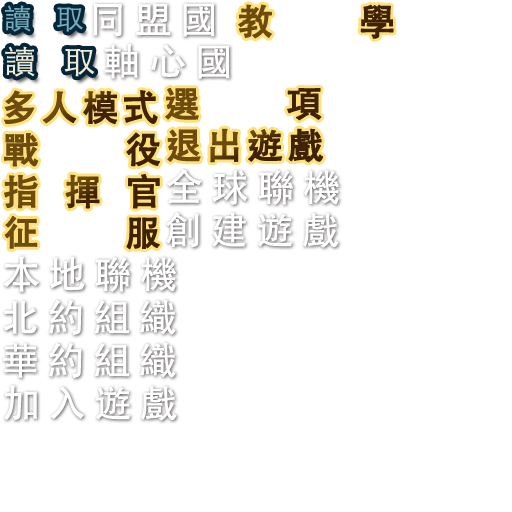 讀 取 同盟國 教 學
讀 取 軸心國
多人模式 選 項
戰 役 退出遊戲
指 揮 官 全球聯機
征 服 創建遊戲
本地聯機
北約組織
華約組織
加入遊戲